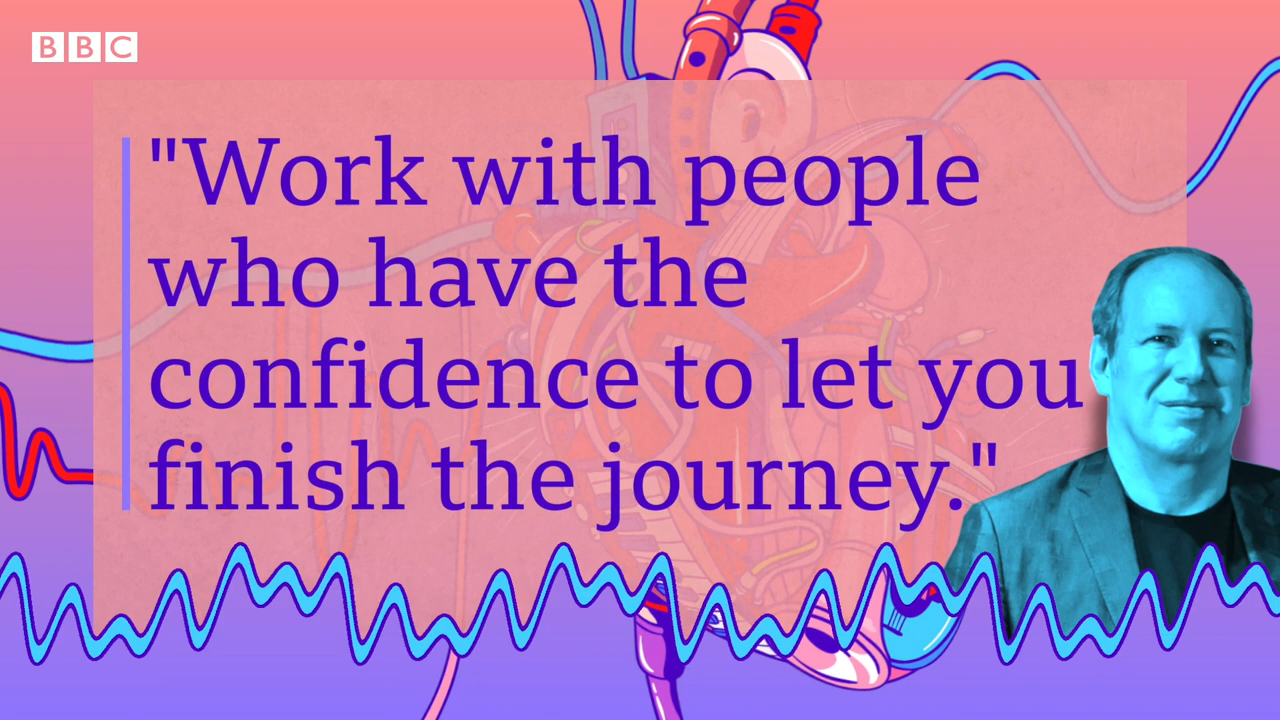 BBC
"Work with people
who have the
confidence to let you
finish the journey."